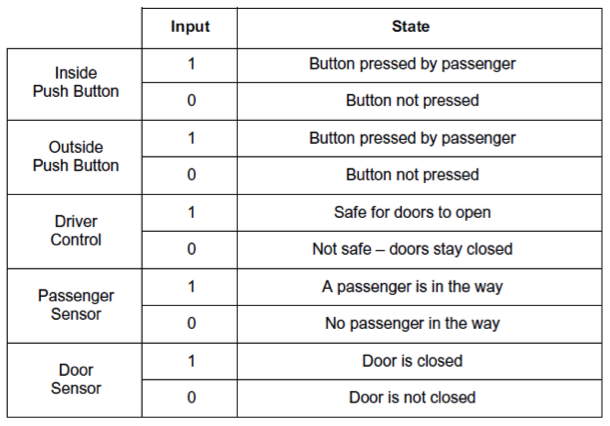 Input State
Inside
Push Button
1 Button pressed by passenger
0 Button not pressed
Outside
Push Button
1 Button pressed by passenger
0 Button not pressed
Driver
Control
1 Safe for doors to open
0 Not safe – doors stay closed
Passenger
Sensor
1 A passenger is in the way
0 No passenger in the way
Door
Sensor
1 Door is closed
0 Door is not closed